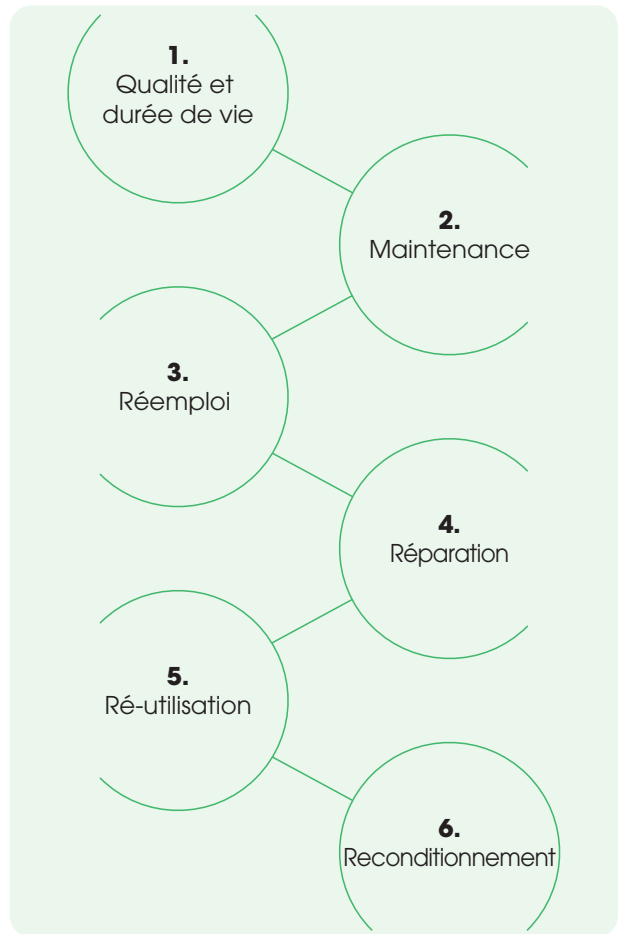 1.
Qualité et
durée de vie
2.
Maintenance
3.
Réemploi
4.
Réparation
5.
Ré-utilisation
6.
Reconditionnement